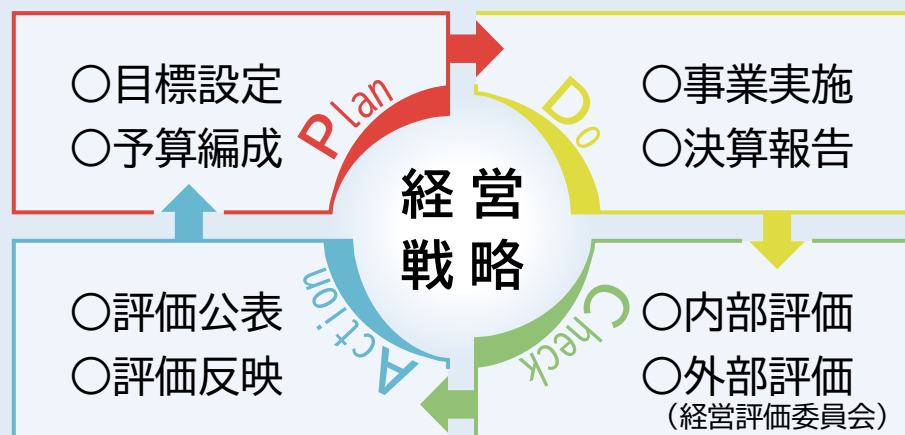 Plan
○目標設定
○予算編成
Do
○事業実施
○決算報告
経営
戦略
Check
○内部評価
○外部評価
（経営評価委員会）
Action
○評価公表
○評価反映